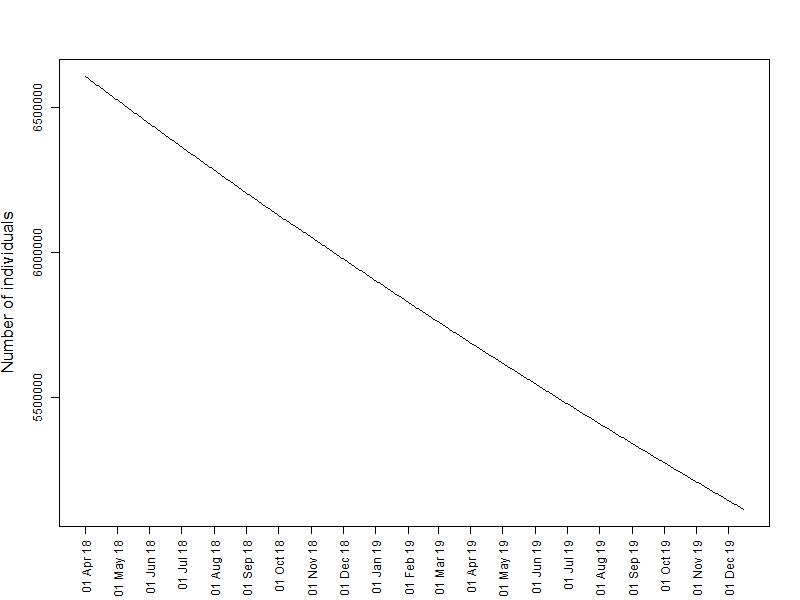 Number of individuals
6500000
6000000
5500000
01 Apr 18
01 May 18
01 Jun 18
01 Jul 18
01 Aug 18
01 Sep 18
01 Oct 18
01 Nov 18
01 Dec 18
01 Jan 19
01 Feb 19
01 Mar 19
01 Apr 19
01 May 19
01 Jun 19
01 Jul 19
01 Aug 19
01 Sep 19
01 Oct 19
01 Nov 19
01 Dec 19